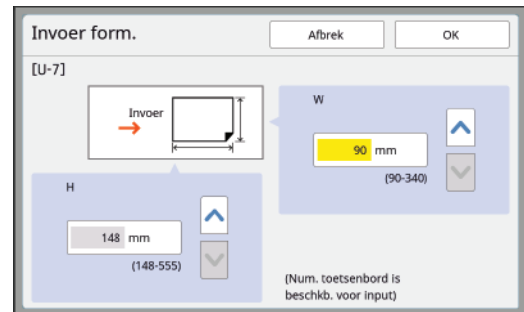 Invoer form.
Afbrek
OK
[U-7]
Invoer
W
90 mm
(90-340)
H
148 mm
(148-555)
(Num. toetsenbord is
beschkb. voor input)